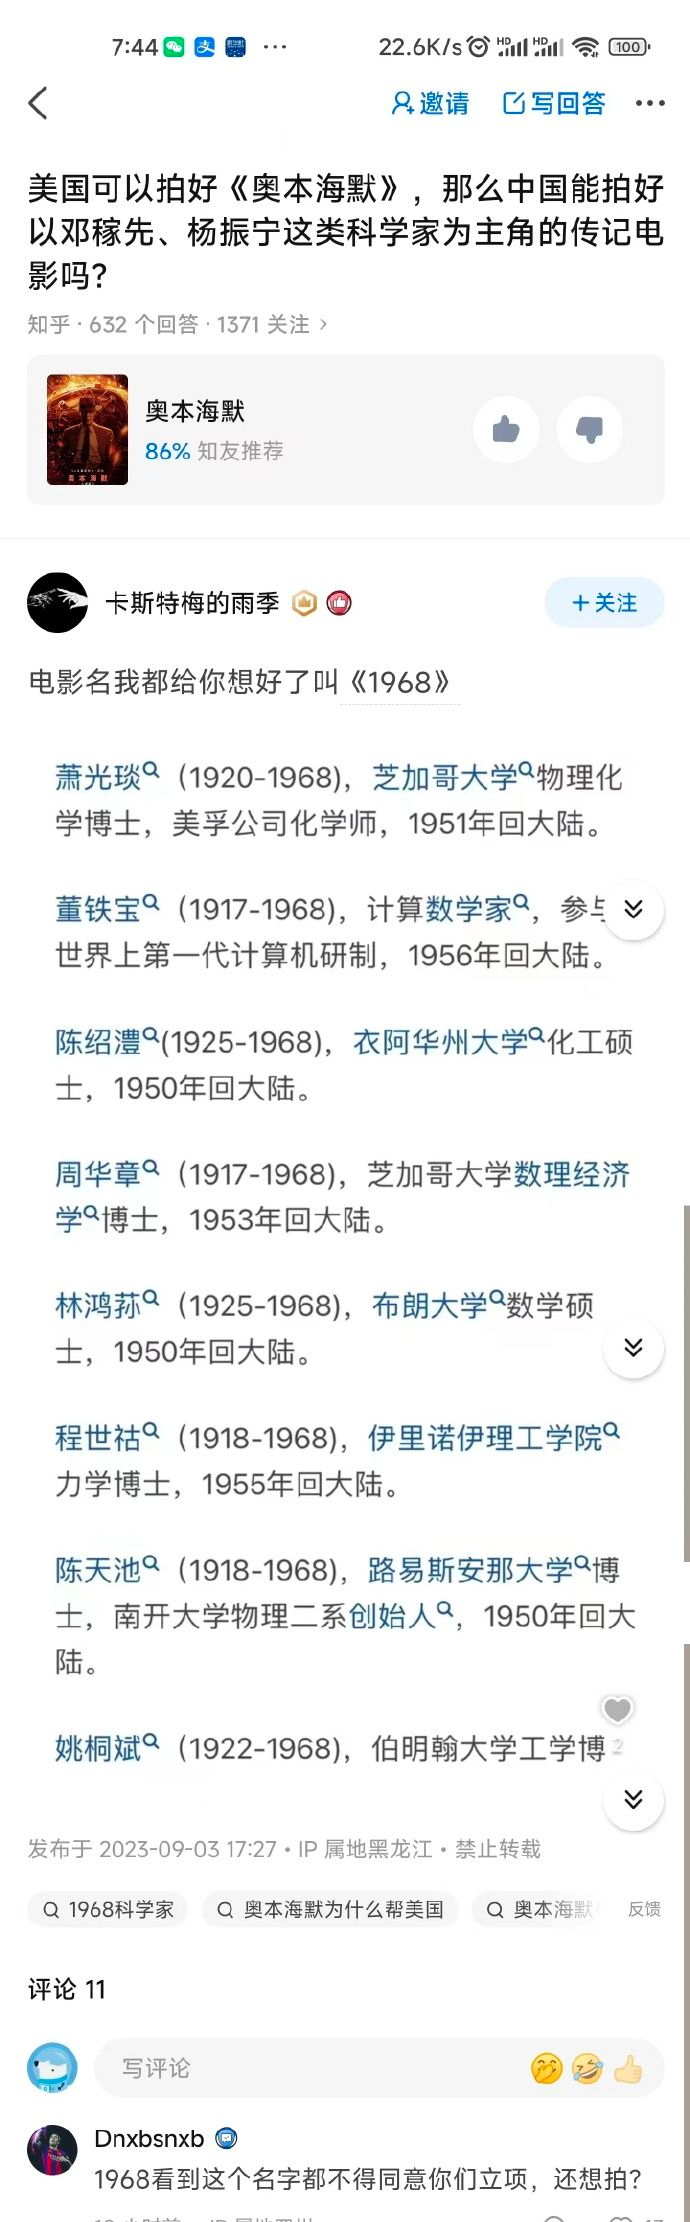 7:44
22.6K/s
HD
HD
100
邀请
写回答
美国可以拍好《奥本海默》，那么中国能拍好
以邓稼先、杨振宁这类科学家为主角的传记电
影吗？
知乎 · 632 个回答 · 1371 关注
奥本海默
86% 知友推荐
奥本海默
卡斯特梅的雨季
+ 关注
电影名我都给你想好了叫《1968》
萧光琰（1920-1968），芝加哥大学物理化
学博士，美孚公司化学师，1951年回大陆。
董铁宝（1917-1968），计算数学家，参与
世界上第一代计算机研制，1956年回大陆。
陈绍澧(1925-1968)，衣阿华州大学化工硕
士，1950年回大陆。
周华章（1917-1968)，芝加哥大学数理经济
学博士，1953年回大陆。
林鸿荪（1925-1968)，布朗大学数学硕
士，1950年回大陆。
程世祜（1918-1968)，伊里诺伊理工学院
力学博士，1955年回大陆。
陈天池（1918-1968)，路易斯安那大学博
士，南开大学物理二系创始人，1950年回大
陆。
姚桐斌（1922-1968)，伯明翰大学工学博
2
发布于 2023-09-03 17:27 · IP 属地黑龙江 · 禁止转载
1968科学家
奥本海默为什么帮美国
奥本海默
反馈
评论 11
写评论
Dnxbsnxb
1968看到这个名字都不得同意你们立项，还想拍？